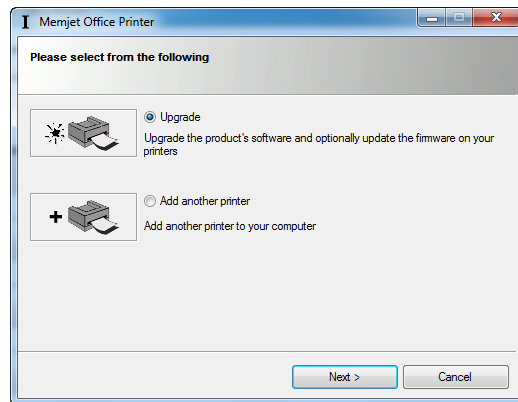 Memjet Office Printer
Please select from the following
Upgrade
Upgrade the product's software and optionally update the firmware on your
printers
Add another printer
Add another printer to your computer
Next >
Cancel